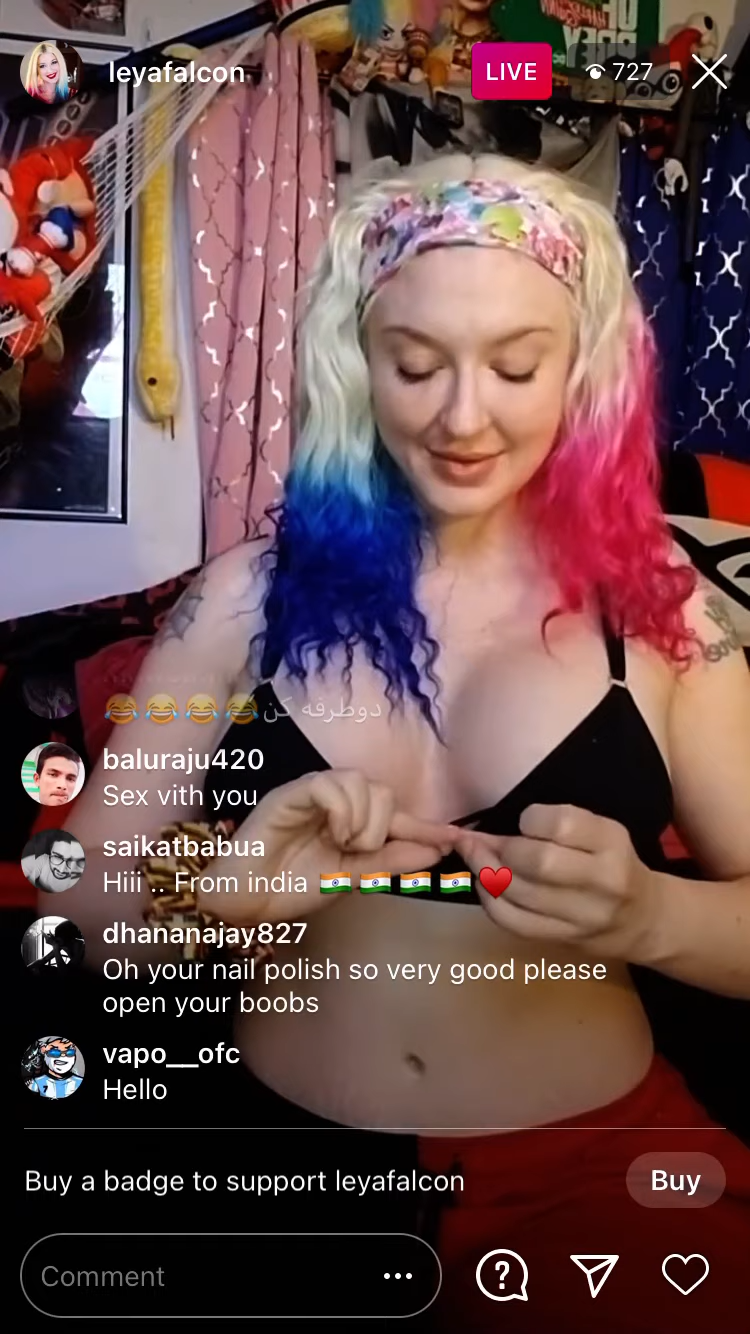 leyafalcon
LIVE
727
دوطرفه کن😂😂😂😂
baluraju420
Sex vith you
saikatbabua
Hiii .. From india 🇮🇳🇮🇳🇮🇳🇮🇳♥️
dhananajay827
Oh your nail polish so very good please
open your boobs
vapo__ofc
Hello
Buy a badge to support leyafalcon
Buy
Comment